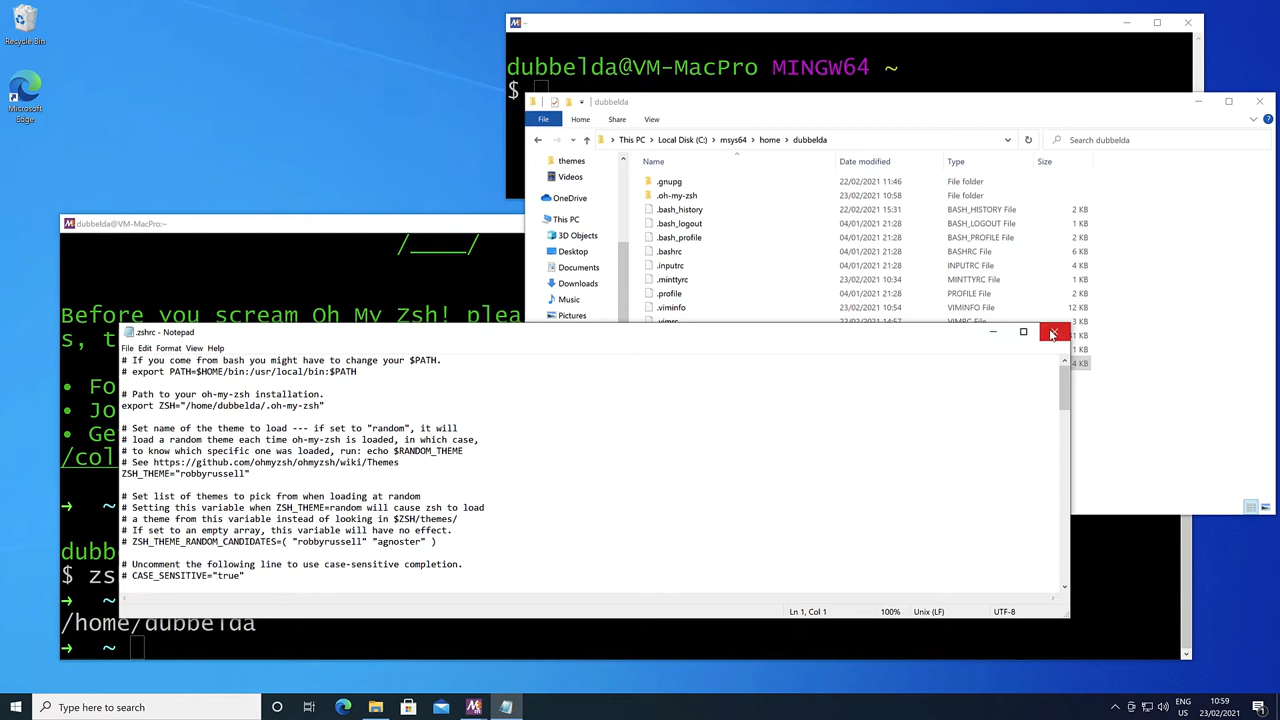 Recycle Bin
Microsoft
Edge
~
dubbelda@VM-MacPro MINGW64 ~
$
dubbelda
File Home Share View
This PC > Local Disk (C:) > msys64 > home > dubbelda
Search dubbelda
themes
Videos
OneDrive
This PC
3D Objects
Desktop
Documents
Downloads
Music
Pictures
Name Date modified Type Size
.gnupg 22/02/2021 11:46 File folder
.oh-my-zsh 23/02/2021 10:58 File folder
.bash_history 22/02/2021 15:31 BASH_HISTORY File 2 KB
.bash_logout 04/01/2021 21:28 BASH_LOGOUT File 1 KB
.bash_profile 04/01/2021 21:28 BASH_PROFILE File 2 KB
.bashrc 04/01/2021 21:28 BASHRC File 6 KB
.inputrc 04/01/2021 21:28 INPUTRC File 4 KB
.minttyrc 23/02/2021 10:34 MINTTYRC File 1 KB
.profile 04/01/2021 21:28 PROFILE File 2 KB
.viminfo 23/02/2021 10:54 VIMINFO File 12 KB
3 KB
1 KB
4 KB
dubbelda@VM-MacPro:~
/____/
Before you scream Oh My Zsh! plea
s, t
• Fo
• Jo
• Ge
/col
→ ~
dubb
$ zs
→ ~
/home/dubbelda
→ ~
.zshrc - Notepad
File Edit Format View Help
# If you come from bash you might have to change your $PATH.
# export PATH=$HOME/bin:/usr/local/bin:$PATH
# Path to your oh-my-zsh installation.
export ZSH="/home/dubbelda/.oh-my-zsh"
# Set name of the theme to load --- if set to "random", it will
# load a random theme each time oh-my-zsh is loaded, in which case,
# to know which specific one was loaded, run: echo $RANDOM_THEME
# See https://github.com/ohmyzsh/ohmyzsh/wiki/Themes
ZSH_THEME="robbyrussell"
# Set list of themes to pick from when loading at random
# Setting this variable when ZSH_THEME=random will cause zsh to load
# a theme from this variable instead of looking in $ZSH/themes/
# If set to an empty array, this variable will have no effect.
# ZSH_THEME_RANDOM_CANDIDATES=( "robbyrussell" "agnoster" )
# Uncomment the following line to use case-sensitive completion.
# CASE_SENSITIVE="true"
Ln 1, Col 1 100% Unix (LF) UTF-8
Type here to search
ENG
10:59
23/02/2021
1